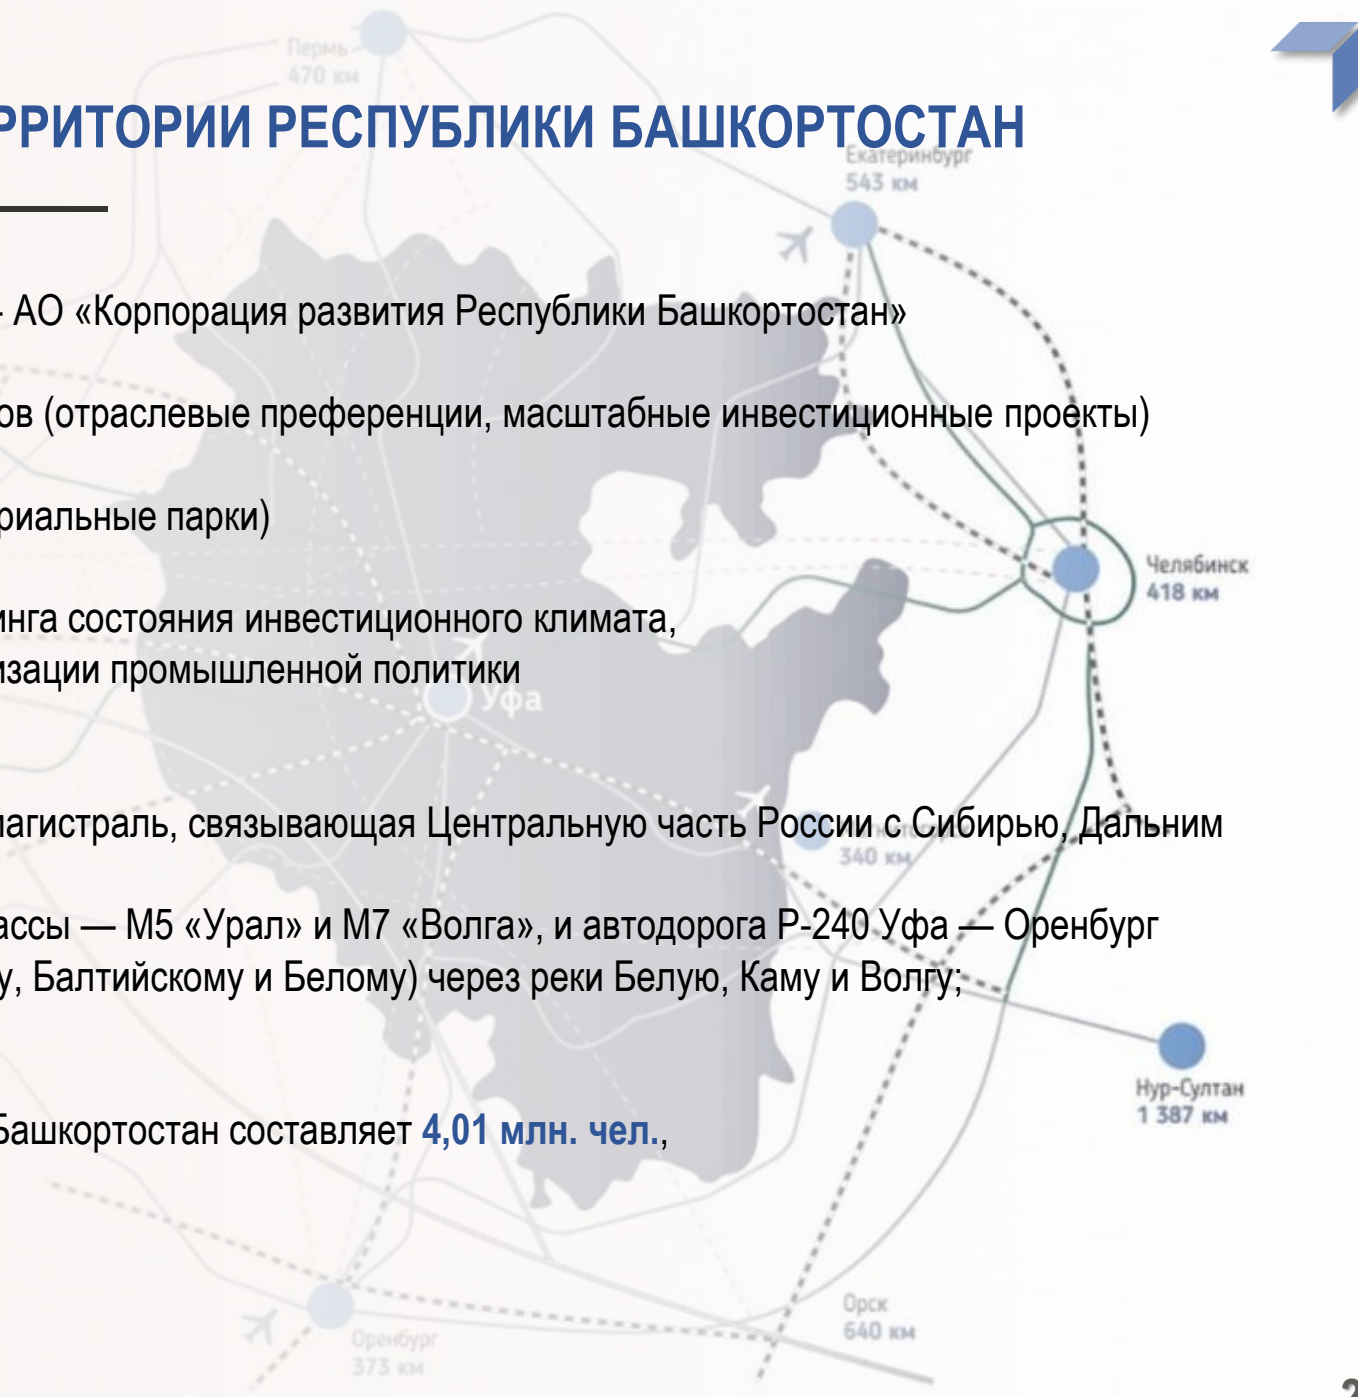 Пермь
470 км
РРИТОРИИ РЕСПУБЛИКИ БАШКОРТОСТАН
Екатеринбург
543 км
- АО «Корпорация развития Республики Башкортостан»
ов (отраслевые преференции, масштабные инвестиционные проекты)
риальные парки)
Челябинск
418 км
инга состояния инвестиционного климата,
изации промышленной политики
Уфа
магистраль, связывающая Центральную часть России с Сибирью, Дальним
340 км
ассы — М5 «Урал» и М7 «Волга», и автодорога Р-240 Уфа — Оренбург
у, Балтийскому и Белому) через реки Белую, Каму и Волгу;
Нур-Султан
1 387 км
Башкортостан составляет 4,01 млн. чел.,
Орск
640 км
Оренбург
373 км